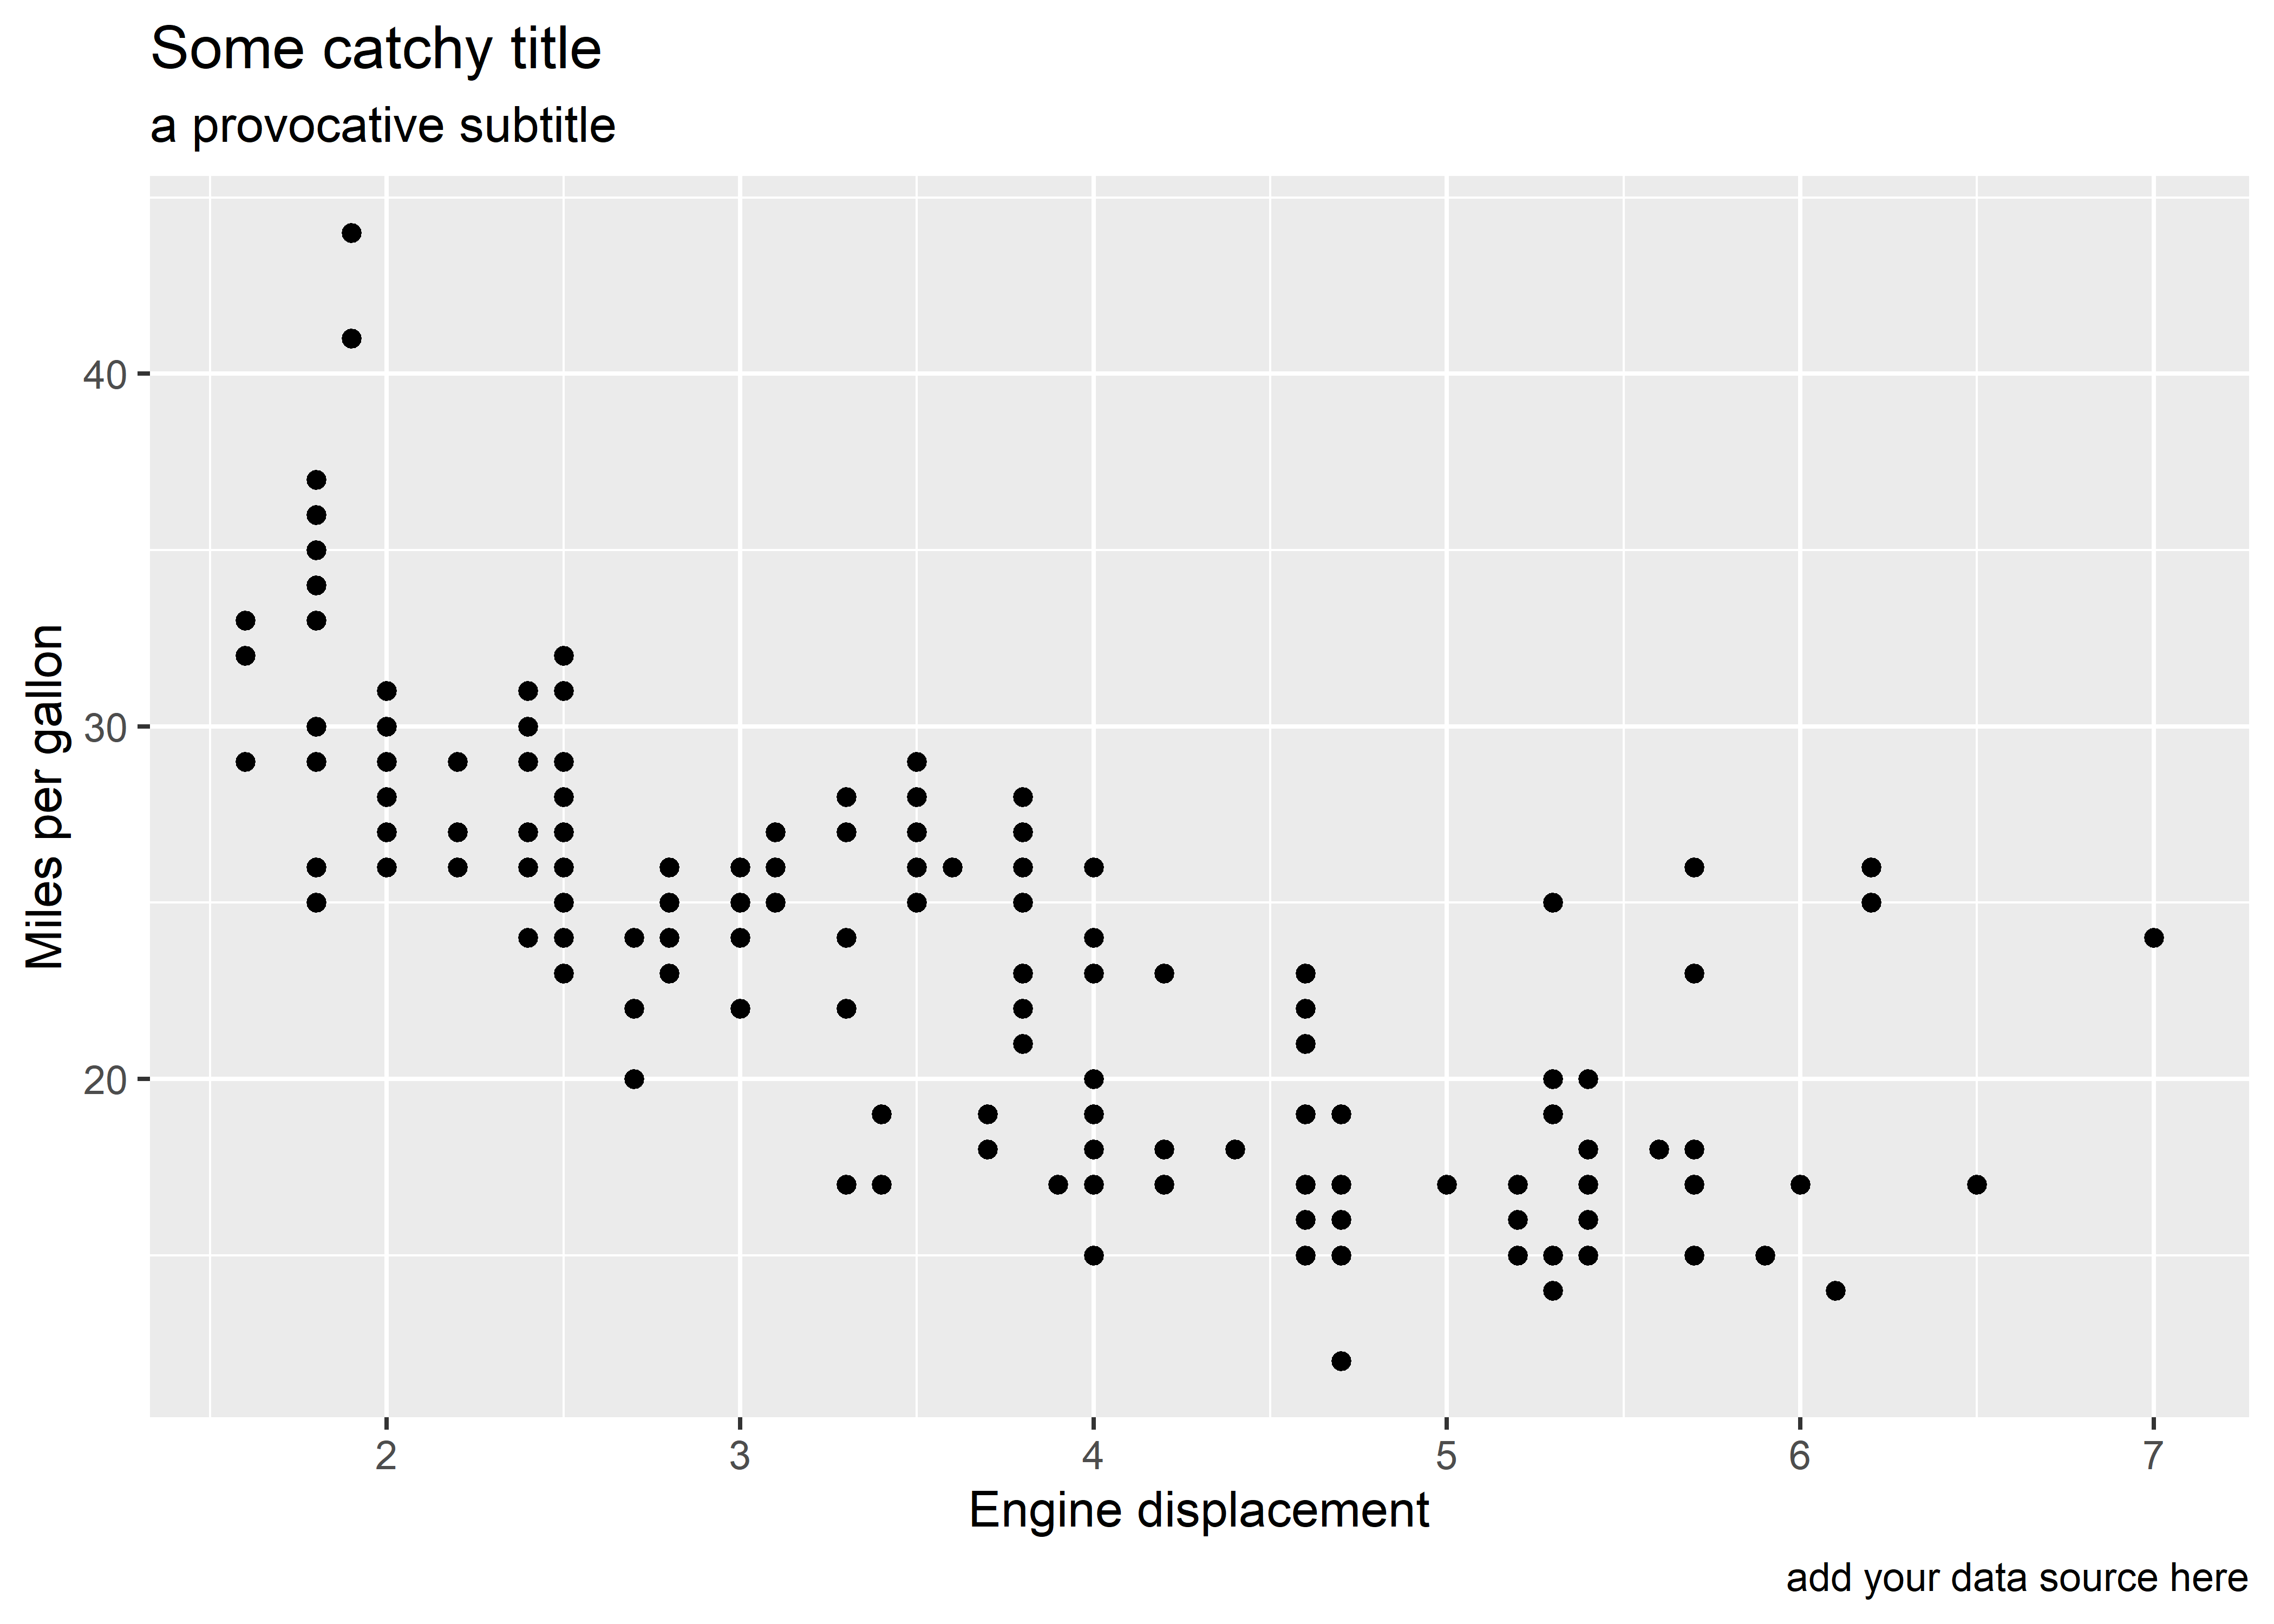 Some catchy title
a provocative subtitle
Miles per gallon
40
30
20
2 3 4 5 6 7
Engine displacement
add your data source here